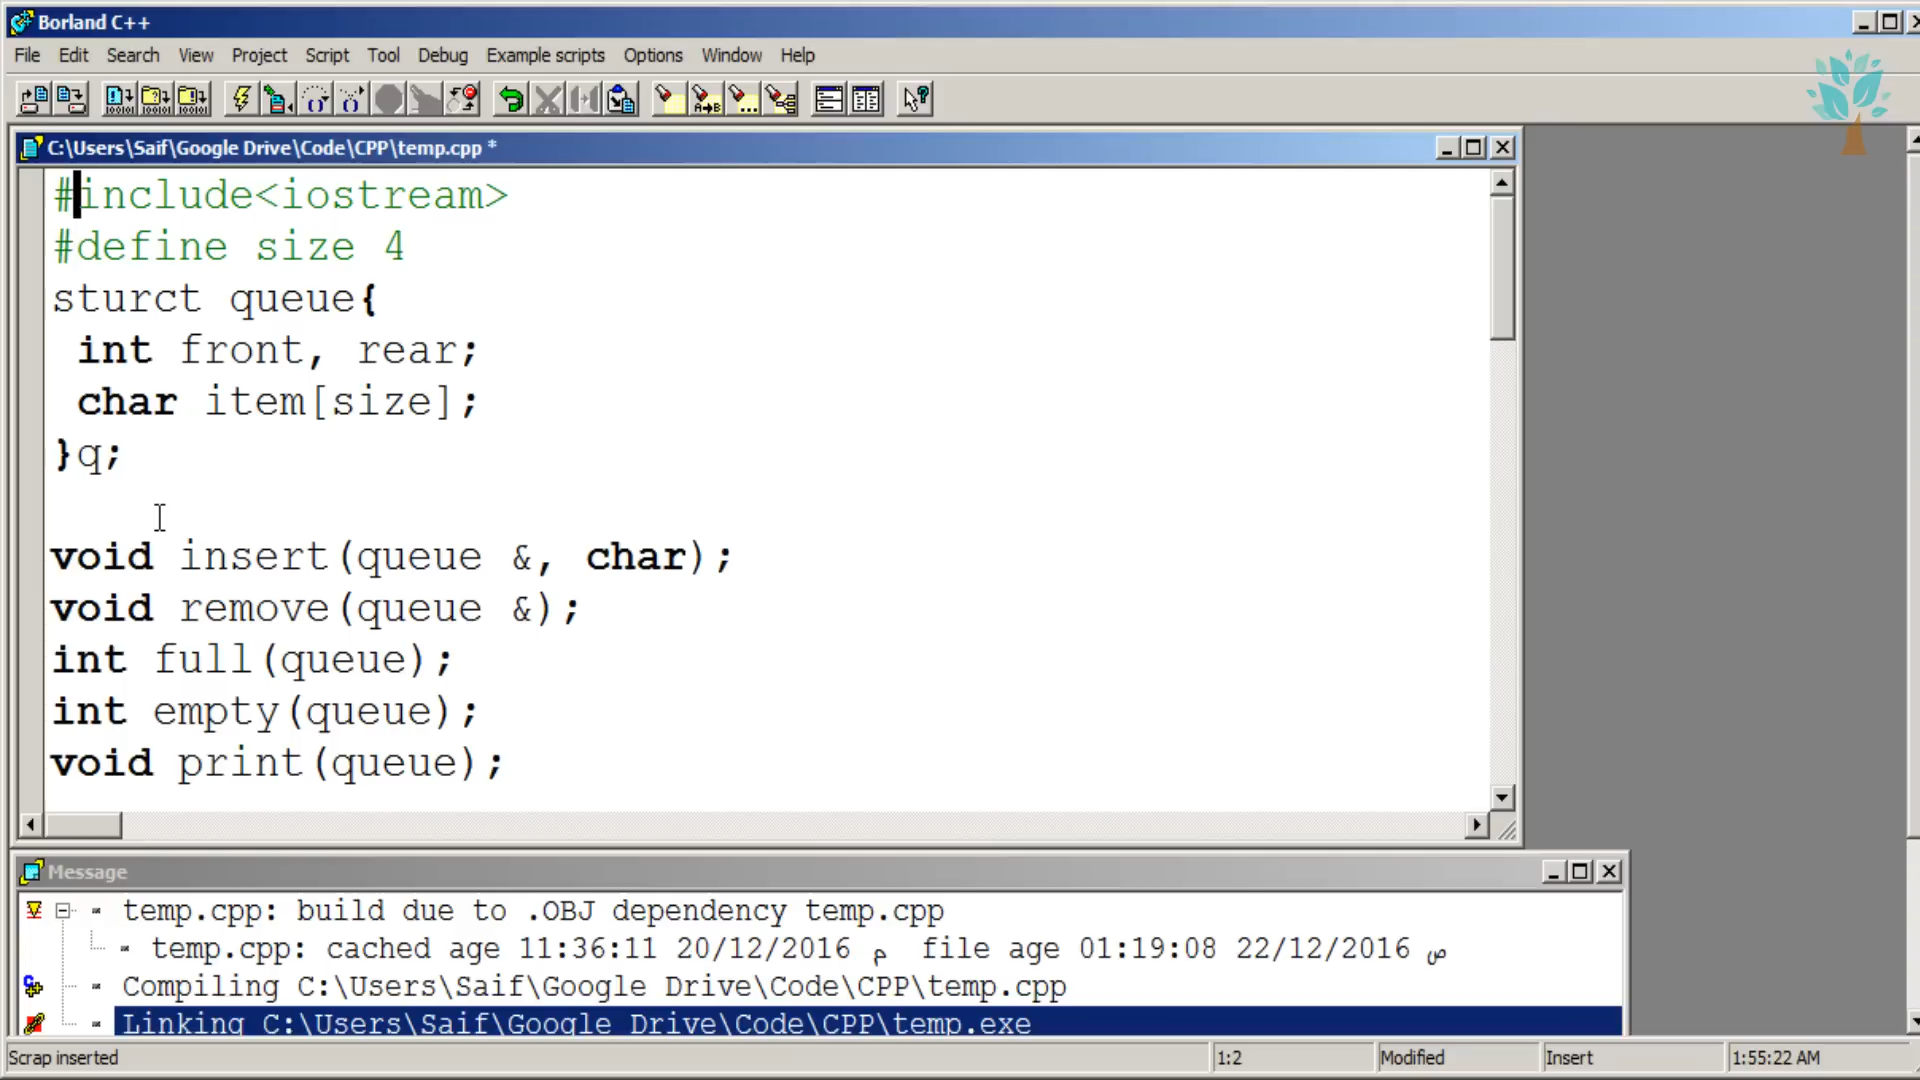 Borland C++
File Edit Search View Project Script Tool Debug Example scripts Options Window Help
C:\Users\Saif\Google Drive\Code\CPP\temp.cpp *
#include<iostream>
#define size 4
sturct queue{
int front, rear;
char item[size];
}q;
void insert(queue &, char);
void remove(queue &);
int full(queue);
int empty(queue);
void print(queue);
Message
temp.cpp: build due to .OBJ dependency temp.cpp
temp.cpp: cached age 11:36:11 20/12/2016 م file age 01:19:08 22/12/2016 ص
Compiling C:\Users\Saif\Google Drive\Code\CPP\temp.cpp
Linking C:\Users\Saif\Google Drive\Code\CPP\temp.exe
Scrap inserted 1:2 Modified Insert 1:55:22 AM